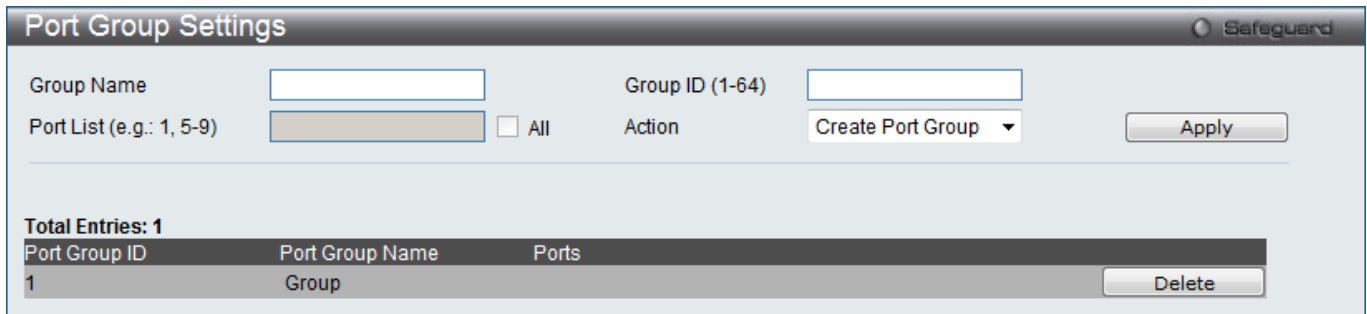 Port Group Settings Safeguard
Group Name Group ID (1-64)
Port List (e.g.: 1, 5-9) All Action Create Port Group Apply
Total Entries: 1
Port Group ID Port Group Name Ports
1 Group Delete